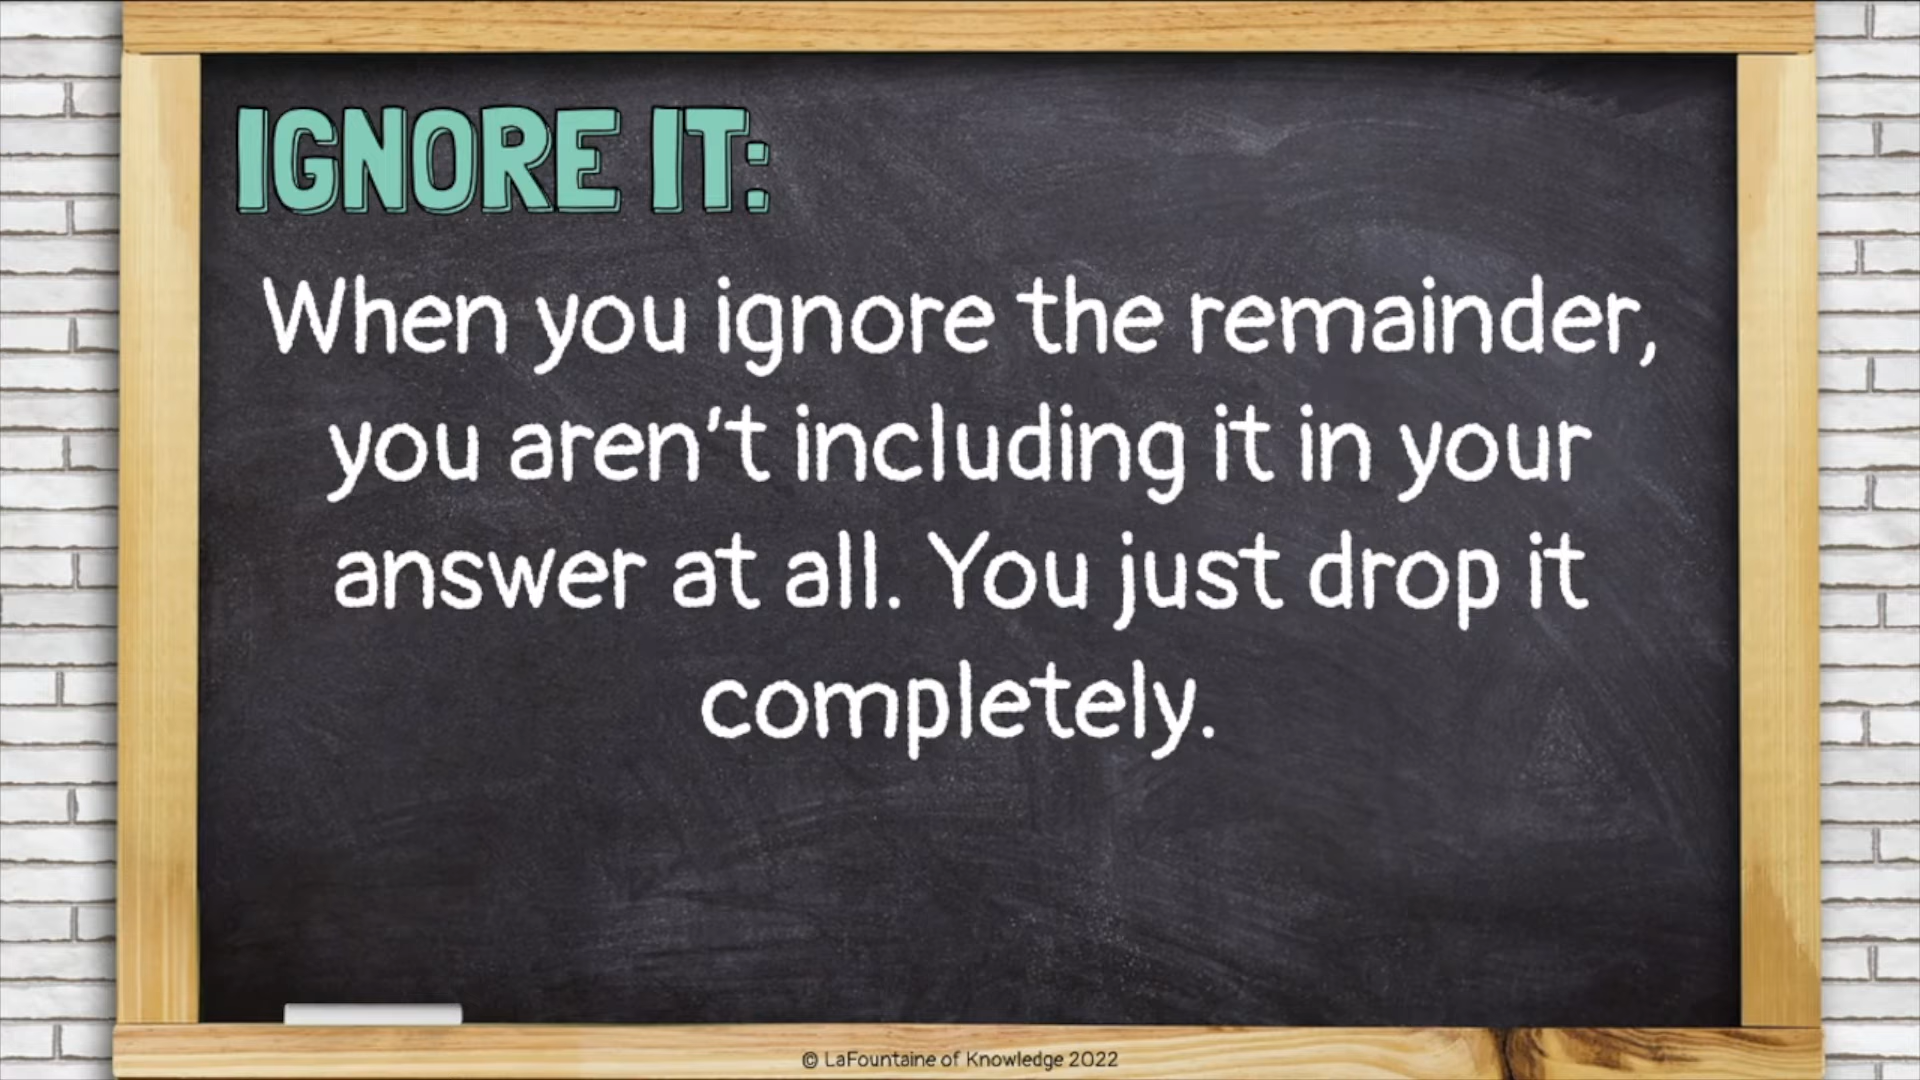 IGNORE IT:
When you ignore the remainder,
you aren't including it in your
answer at all. You just drop it
completely.
© LaFountaine of Knowledge 2022